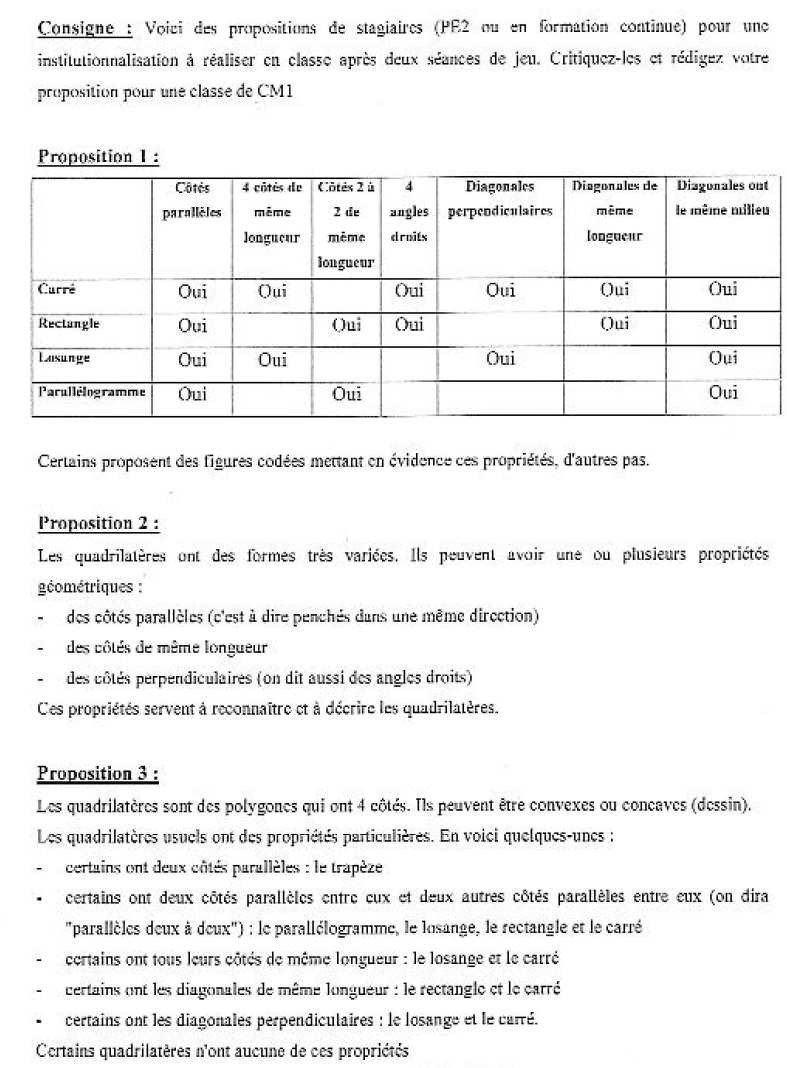 Consigne : Voici des propositions de stagiaires (PE2 ou en formation continue) pour une
institutionnalisation à réaliser en classe après deux séances de jeu. Critiquez-les et rédigez votre
proposition pour une classe de CM1
Proposition 1 :
Côtés parallèles | 4 côtés de même longueur | Côtés 2 à 2 de même longueur | 4 angles droits | Diagonales perpendiculaires | Diagonales de même longueur | Diagonales ont le même milieu
Carré | Oui | Oui | | Oui | Oui | Oui | Oui
Rectangle | Oui | | Oui | Oui | | Oui | Oui
Losange | Oui | Oui | | | Oui | | Oui
Parallélogramme | Oui | | Oui | | | | Oui
Certains proposent des figures codées mettant en évidence ces propriétés, d'autres pas.
Proposition 2 :
Les quadrilatères ont des formes très variées. Ils peuvent avoir une ou plusieurs propriétés
géométriques :
- des côtés parallèles (c'est à dire penchés dans une même direction)
- des côtés de même longueur
- des côtés perpendiculaires (on dit aussi des angles droits)
Ces propriétés servent à reconnaître et à décrire les quadrilatères.
Proposition 3 :
Les quadrilatères sont des polygones qui ont 4 côtés. Ils peuvent être convexes ou concaves (dessin).
Les quadrilatères usuels ont des propriétés particulières. En voici quelques-unes :
- certains ont deux côtés parallèles : le trapèze
- certains ont deux côtés parallèles entre eux et deux autres côtés parallèles entre eux (on dira
"parallèles deux à deux") : le parallélogramme, le losange, le rectangle et le carré
- certains ont tous leurs côtés de même longueur : le losange et le carré
- certains ont les diagonales de même longueur : le rectangle et le carré
- certains ont les diagonales perpendiculaires : le losange et le carré.
Certains quadrilatères n'ont aucune de ces propriétés